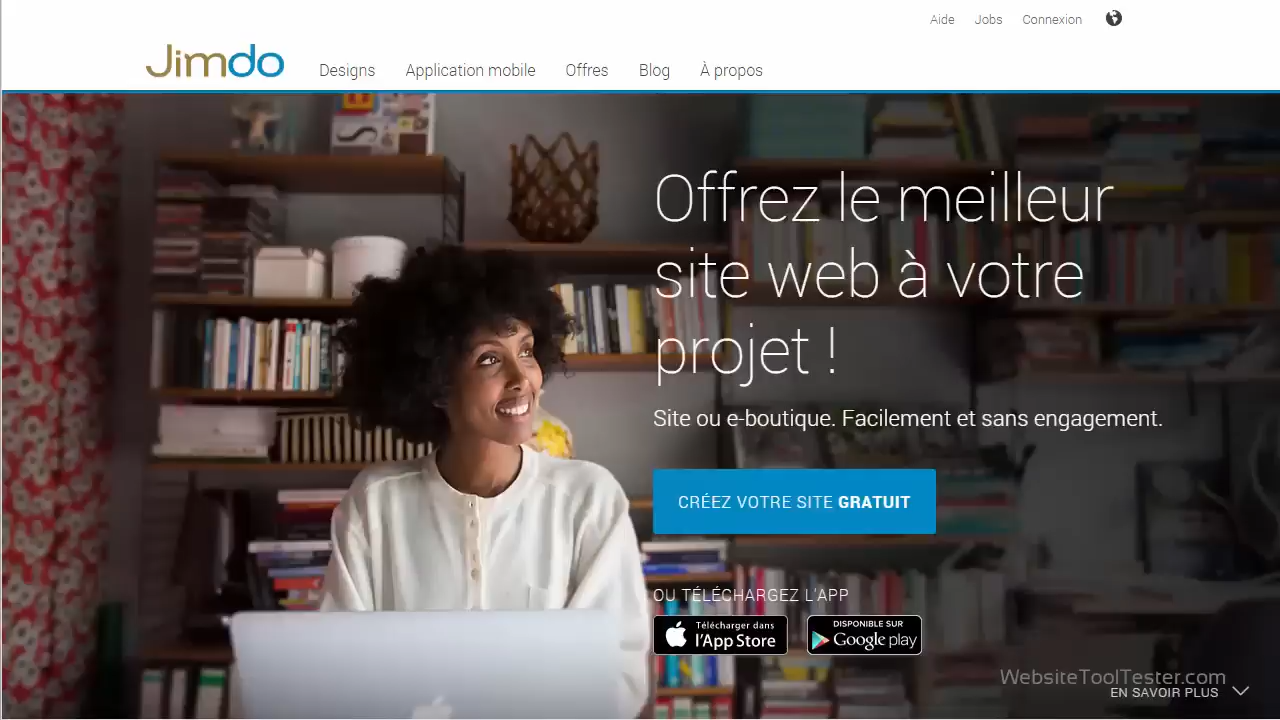 Aide Jobs Connexion
Jimdo
Designs Application mobile Offres Blog À propos
Offrez le meilleur
site web à votre
projet !
Site ou e-boutique. Facilement et sans engagement.
CRÉEZ VOTRE SITE GRATUIT
OU TÉLÉCHARGEZ L'APP
Télécharger dans
l'App Store
DISPONIBLE SUR
Google play
WebsiteToolTester.com
EN SAVOIR PLUS